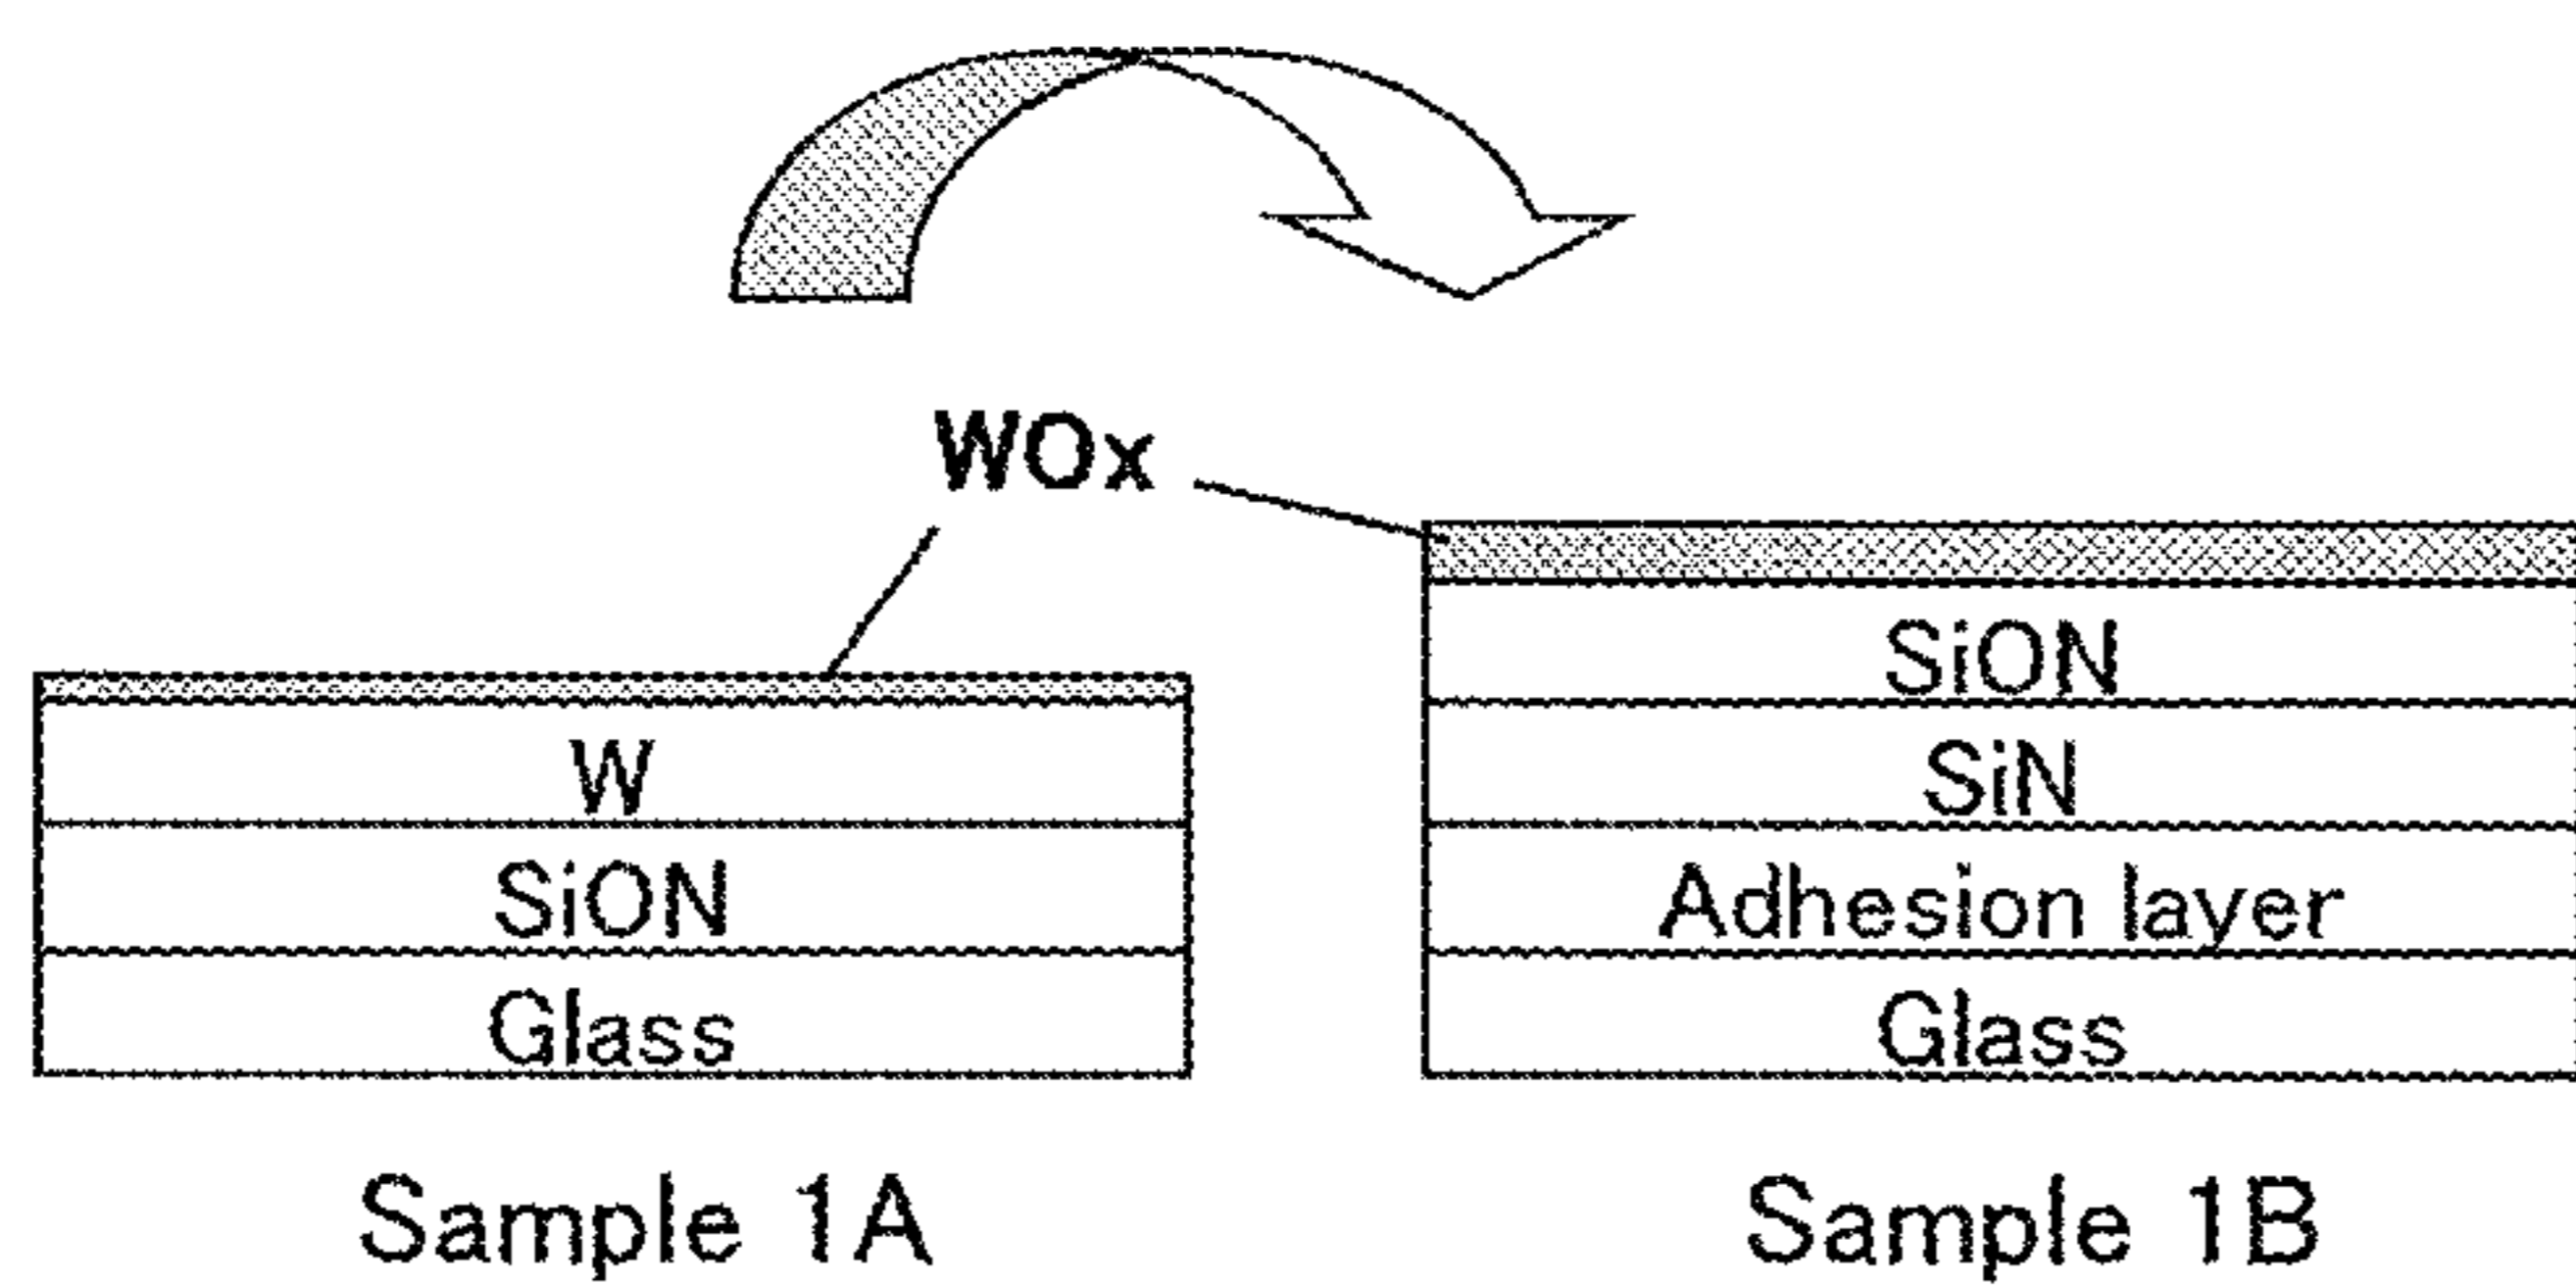 WOx
W
SiON
Glass
Sample 1A
SiON
SiN
Adhesion layer
Glass
Sample 1B